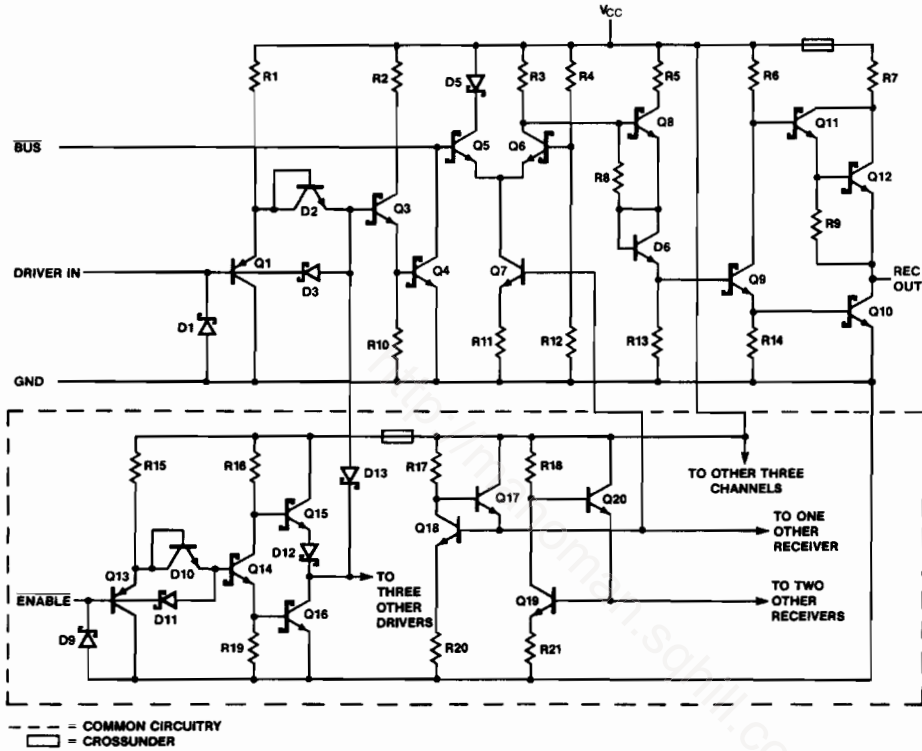 VCC
R1
R2
D5
R3
R4
R5
R6
R7
Q11
Q8
BUS
Q5
Q6
R8
Q12
D2
Q3
R9
D6
Q1
Q4
Q7
Q9
REC
OUT
DRIVER IN
D3
Q10
D1
R10
R11
R12
R13
R14
GND
R15
R16
R17
R18
TO OTHER THREE
CHANNELS
D13
Q15
Q17
Q20
TO ONE
OTHER
RECEIVER
Q18
D12
D10
Q14
Q13
TO
THREE
OTHER
DRIVERS
TO TWO
OTHER
RECEIVERS
ENABLE
D11
Q16
Q19
D9
R19
R20
R21
= COMMON CIRCUITRY
= CROSSUNDER